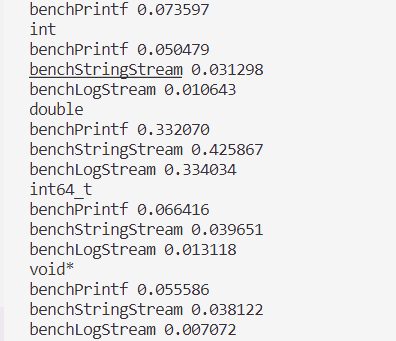 benchPrintf 0.073597
int
benchPrintf 0.050479
benchStringStream 0.031298
benchLogStream 0.010643
double
benchPrintf 0.332070
benchStringStream 0.425867
benchLogStream 0.334034
int64_t
benchPrintf 0.066416
benchStringStream 0.039651
benchLogStream 0.013118
void*
benchPrintf 0.055586
benchStringStream 0.038122
benchLogStream 0.007072